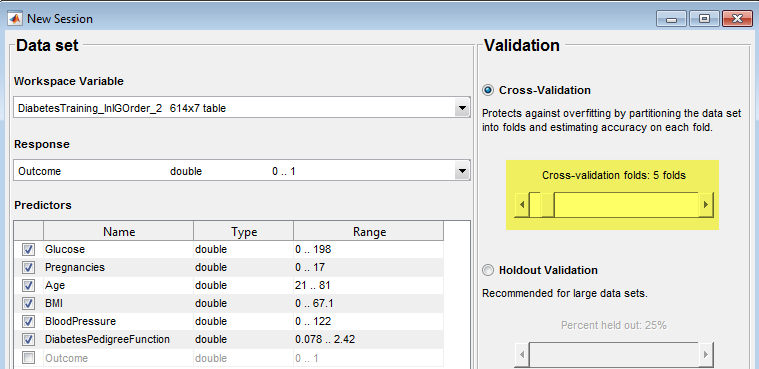 New Session
Data set
Workspace Variable
DiabetesTraining_InIGOrder_2 614x7 table
Response
Outcome double 0 .. 1
Predictors
Name Type Range
Glucose double 0 .. 198
Pregnancies double 0 .. 17
Age double 21 .. 81
BMI double 0 .. 67.1
BloodPressure double 0 .. 122
DiabetesPedigreeFunction double 0.078 .. 2.42
Outcome double 0 .. 1
Validation
Cross-Validation
Protects against overfitting by partitioning the data set
into folds and estimating accuracy on each fold.
Cross-validation folds: 5 folds
Holdout Validation
Recommended for large data sets.
Percent held out: 25%